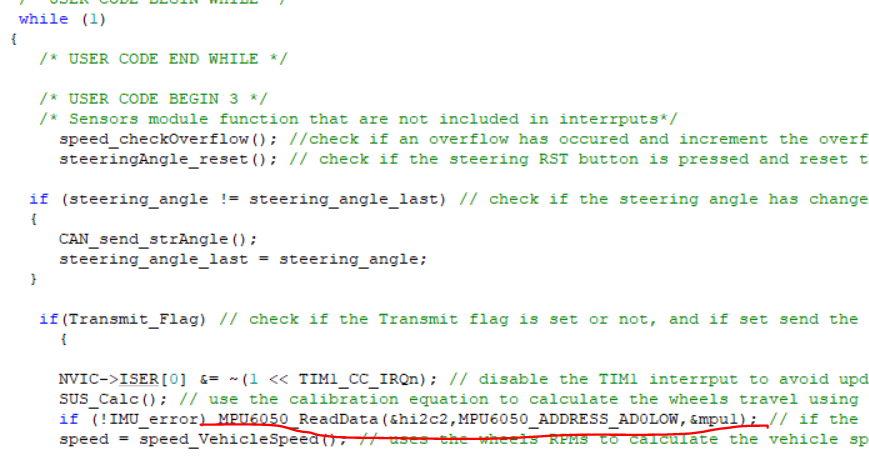 /* USER CODE BEGIN WHILE */
while (1)
{
/* USER CODE END WHILE */
/* USER CODE BEGIN 3 */
/* Sensors module function that are not included in interrputs*/
speed_checkOverflow(); //check if an overflow has occured and increment the overf
steeringAngle_reset(); // check if the steering RST button is pressed and reset t
if (steering_angle != steering_angle_last) // check if the steering angle has change
{
CAN_send_strAngle();
steering_angle_last = steering_angle;
}
if(Transmit_Flag) // check if the Transmit flag is set or not, and if set send the
{
NVIC->ISER[0] &= ~(1 << TIM1_CC_IRQn); // disable the TIM1 interrput to avoid upd
SUS_Calc(); // use the calibration equation to calculate the wheels travel using
if (!IMU_error) MPU6050_ReadData(&hi2c2,MPU6050_ADDRESS_AD0LOW,&mpu1); // if the
speed = speed_VehicleSpeed(); // uses the wheels RPMs to calculate the vehicle sp